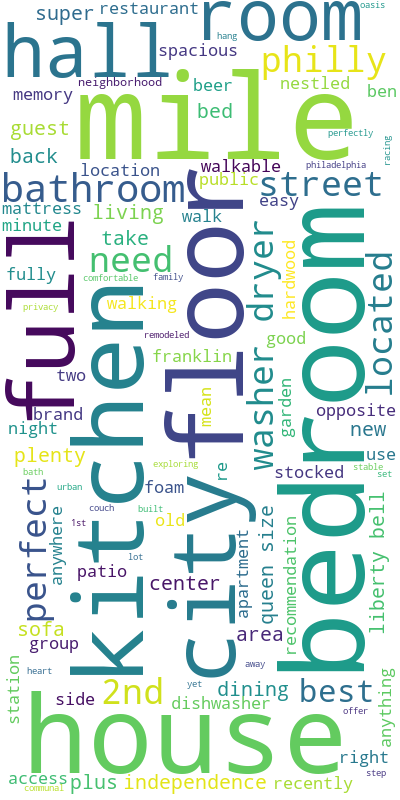 oasis
super
restaurant
room
hall
hang
spacious
philly
neighborhood
mile
memory
beer
nestled
ben
bed
guest
perfectly
back
racing
location
walkable
philadelphia
bathroom
public
street
easy
mattress
living
walk
minute
take
full
floor
need
washer dryer
hardwood
bedroom
located
fully
comfortable
family
kitchen
walking
privacy
remodeled
good
franklin
two
mean
garden
opposite
brand
night
new
plenty
exploring
stable
bath
re
stocked
use
set
perfect
anywhere
urban
couch
foam
built
city
queen size
recommendation
liberty bell
1st
old
apartment
lot
patio
center
sofa
group
area
station
heart
away
anything
2nd
yet
dining
best
side
dishwasher
offer
house
right
step
access
communal
plus
independence
recently